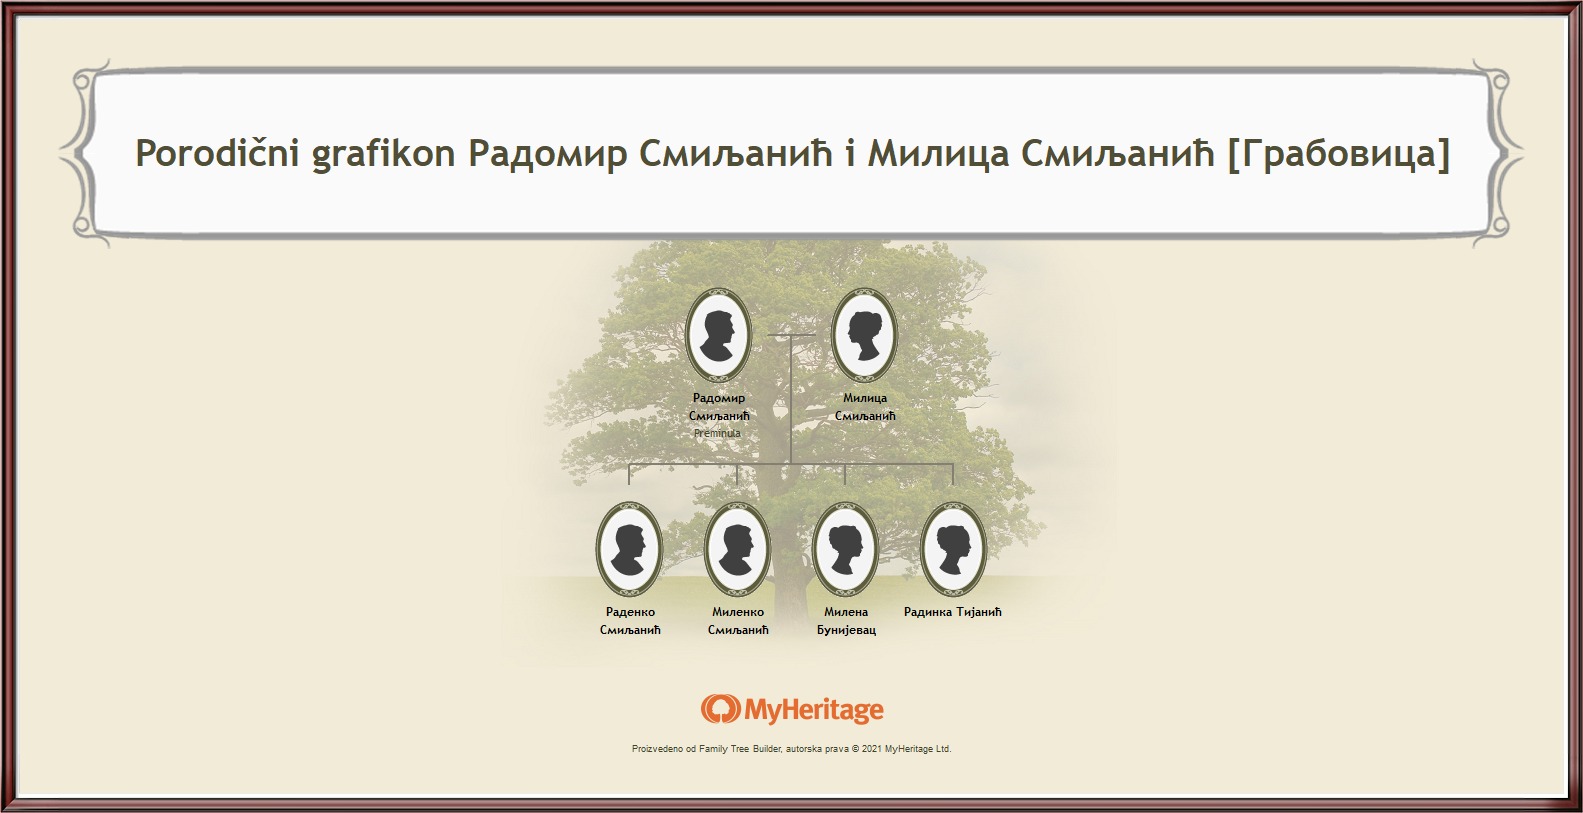 Porodični grafikon Радомир Смиљанић i Милица Смиљанић [Грабовица]
Радомир
Смиљанић
Preminula
Милица
Смиљанић
Раденко
Смиљанић
Миленко
Смиљанић
Милена
Бунијевац
Радинка Тијанић
MyHeritage
Proizvedeno od Family Tree Builder, autorska prava © 2021 MyHeritage Ltd.